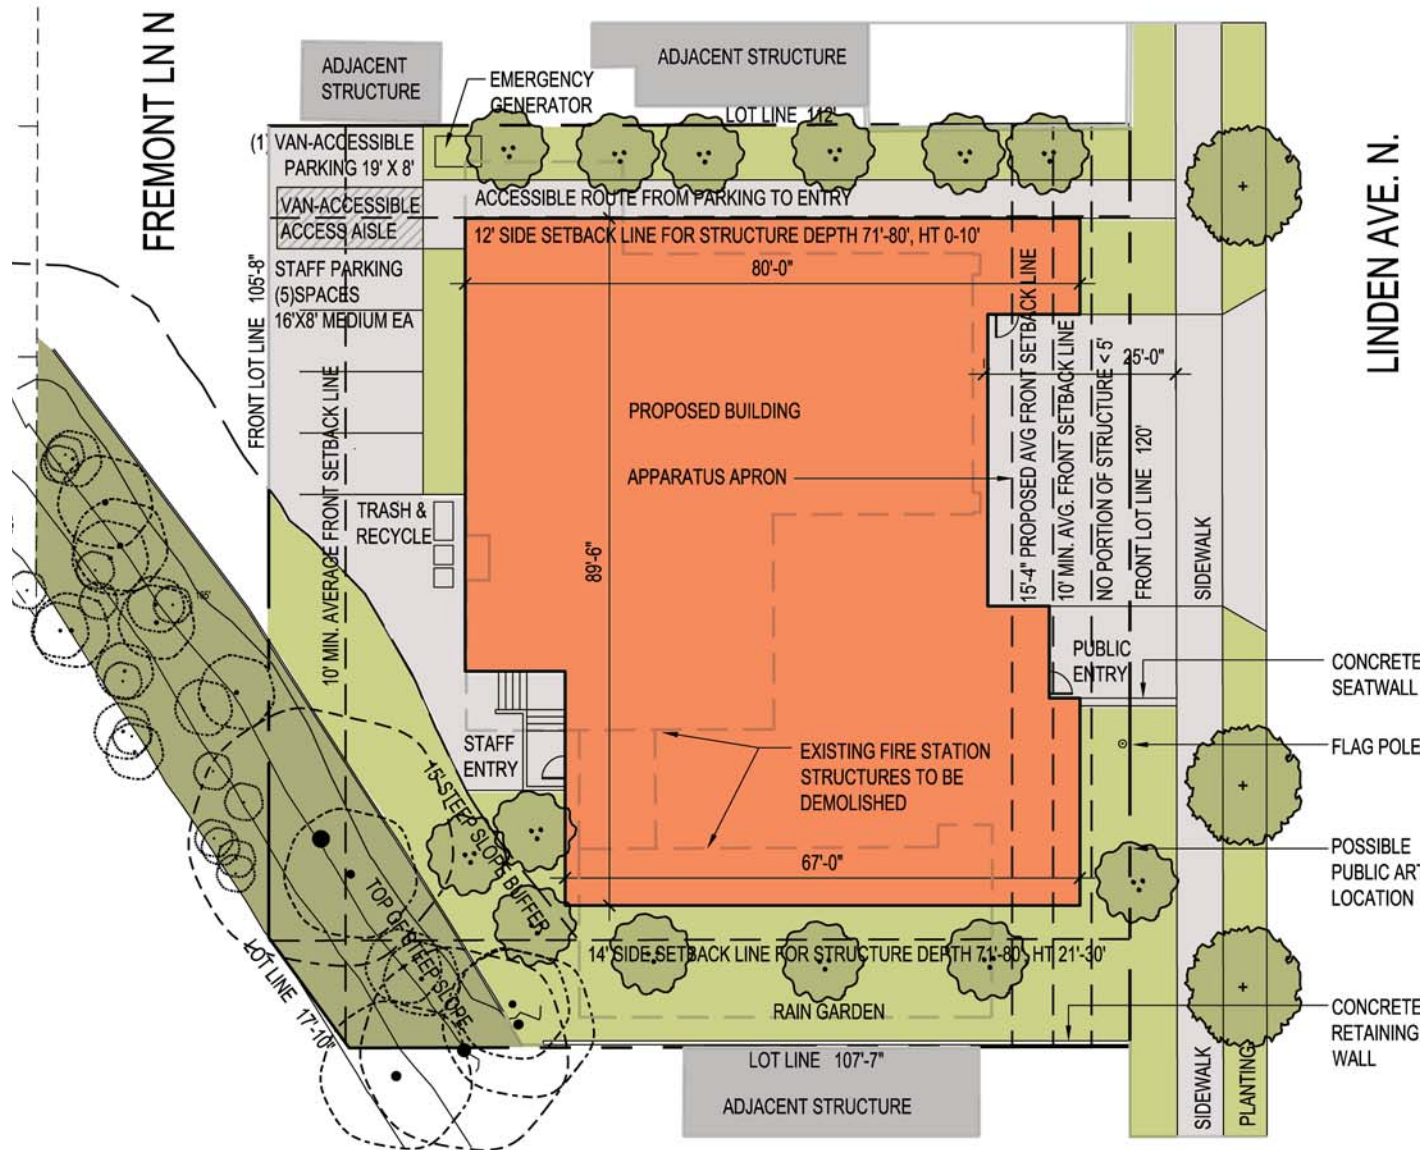 FREMONT LN N
ADJACENT
STRUCTURE
EMERGENCY
GENERATOR
ADJACENT STRUCTURE
LOT LINE 112'
(1) VAN-ACCESSIBLE
PARKING 19' X 8'
VAN-ACCESSIBLE
ACCESS AISLE
ACCESSIBLE ROUTE FROM PARKING TO ENTRY
12' SIDE SETBACK LINE FOR STRUCTURE DEPTH 71'-80', HT 0-10'
80'-0"
STAFF PARKING
(5)SPACES
16'X8' MEDIUM EA
FRONT LOT LINE 105'-8"
10' MIN. AVERAGE FRONT SETBACK LINE
LINDEN AVE. N.
25'-0"
15'-4" PROPOSED AVG FRONT SETBACK LINE
10' MIN. AVG. FRONT SETBACK LINE
NO PORTION OF STRUCTURE < 5'
FRONT LOT LINE 120'
SIDEWALK
PROPOSED BUILDING
APPARATUS APRON
TRASH &
RECYCLE
89'-6"
PUBLIC
ENTRY
CONCRETE
SEATWALL
FLAG POLE
STAFF
ENTRY
EXISTING FIRE STATION
STRUCTURES TO BE
DEMOLISHED
15' STEEP SLOPE BUFFER
67'-0"
POSSIBLE
PUBLIC ART
LOCATION
TOP OF STEEP SLOPE
LOT LINE 17'-10"
14' SIDE SETBACK LINE FOR STRUCTURE DEPTH 71'-80', HT 21'-30'
RAIN GARDEN
CONCRETE
RETAINING
WALL
LOT LINE 107'-7"
ADJACENT STRUCTURE
SIDEWALK
PLANTING